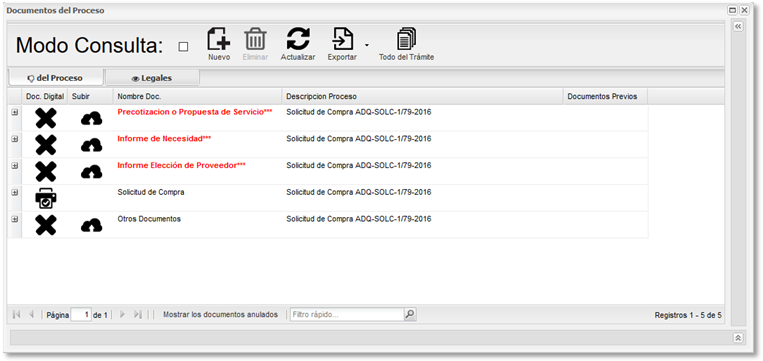 Documentos del Proceso
Modo Consulta:
Nuevo
Eliminar
Actualizar
Exportar
Todo del Trámite
del Proceso
Legales
Doc. Digital
Subir
Nombre Doc.
Descripcion Proceso
Documentos Previos
Precotizacion o Propuesta de Servicio***
Solicitud de Compra ADQ-SOLC-1/79-2016
Informe de Necesidad***
Solicitud de Compra ADQ-SOLC-1/79-2016
Informe Elección de Proveedor***
Solicitud de Compra ADQ-SOLC-1/79-2016
Solicitud de Compra
Solicitud de Compra ADQ-SOLC-1/79-2016
Otros Documentos
Solicitud de Compra ADQ-SOLC-1/79-2016
Página 1 de 1
Mostrar los documentos anulados
Filtro rápido...
Registros 1 - 5 de 5